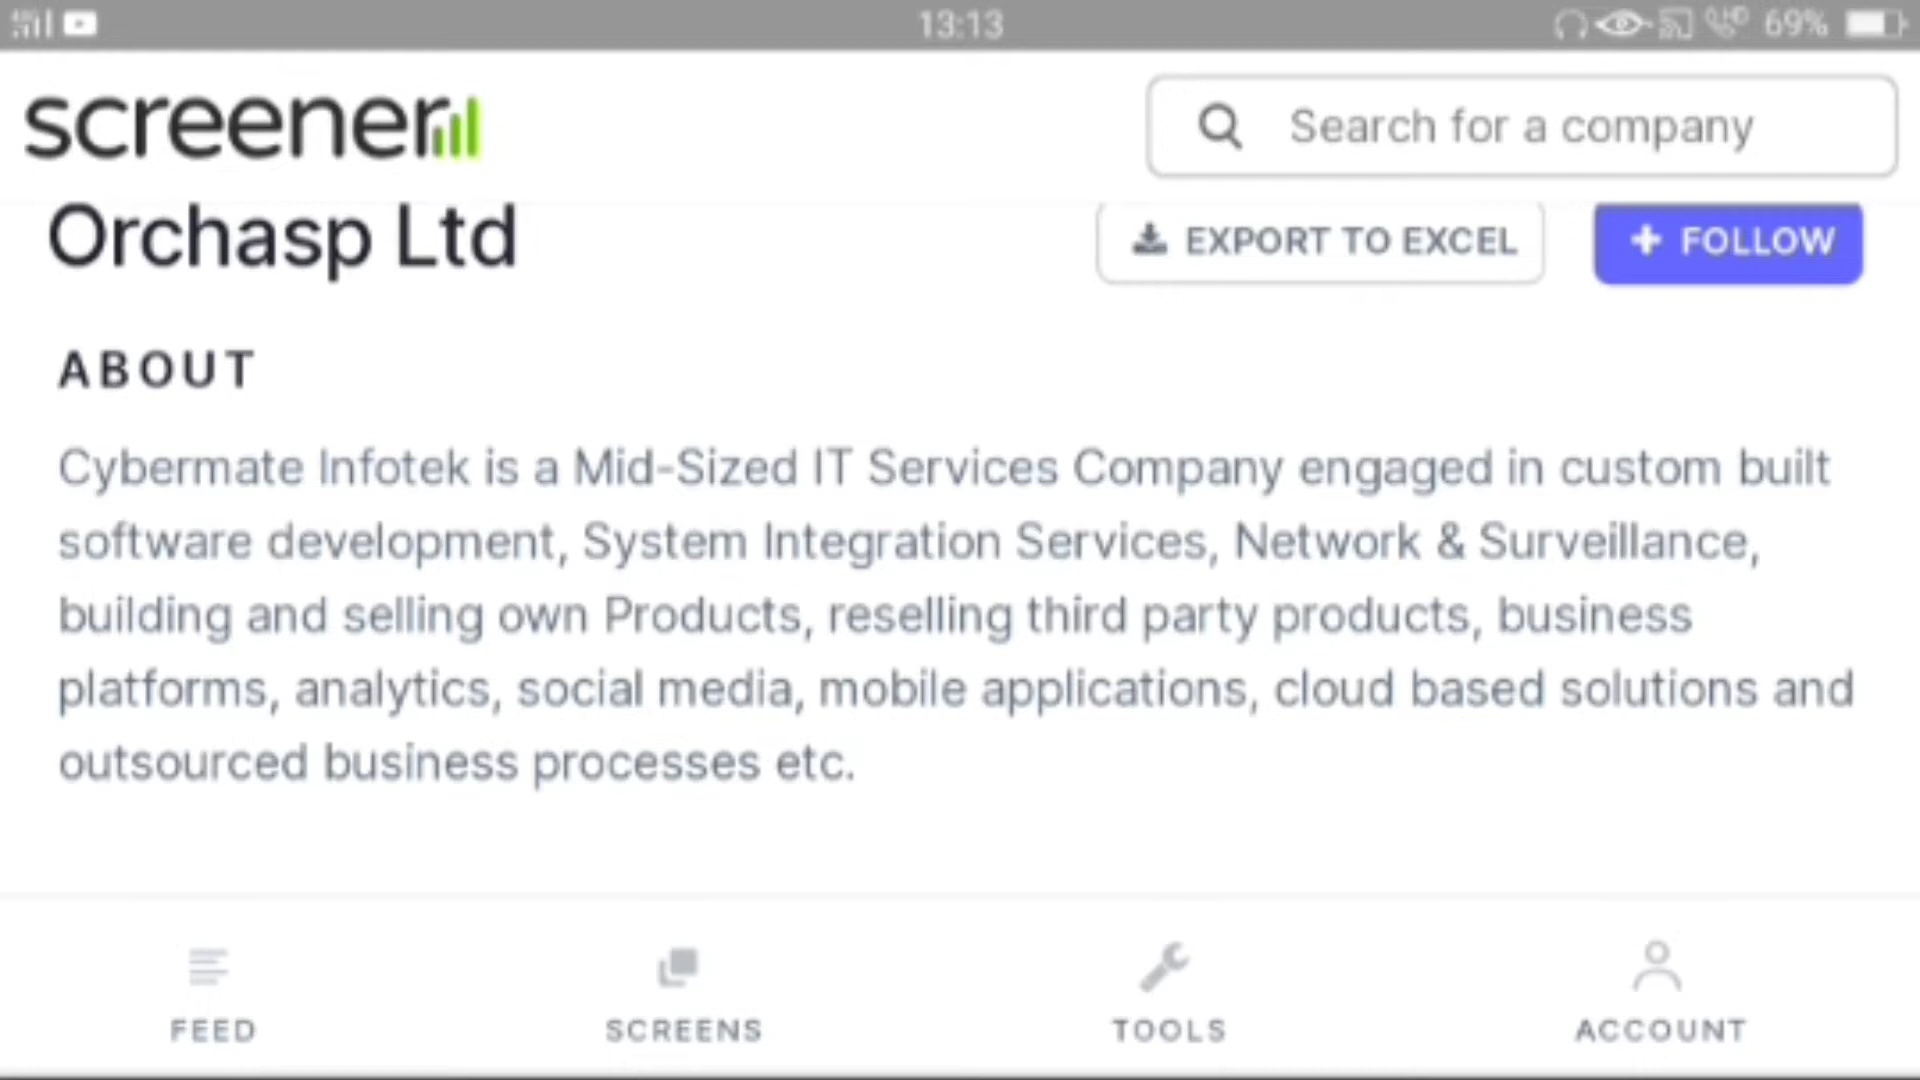 13:13 69%
screener
Search for a company
Orchasp Ltd
EXPORT TO EXCEL
FOLLOW
ABOUT
Cybermate Infotek is a Mid-Sized IT Services Company engaged in custom built
software development, System Integration Services, Network & Surveillance,
building and selling own Products, reselling third party products, business
platforms, analytics, social media, mobile applications, cloud based solutions and
outsourced business processes etc.
FEED SCREENS TOOLS ACCOUNT